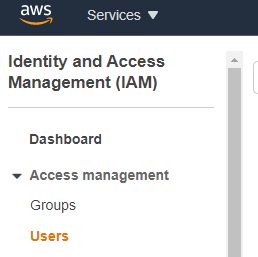 aws
Services
Identity and Access
Management (IAM)
Dashboard
Access management
Groups
Users